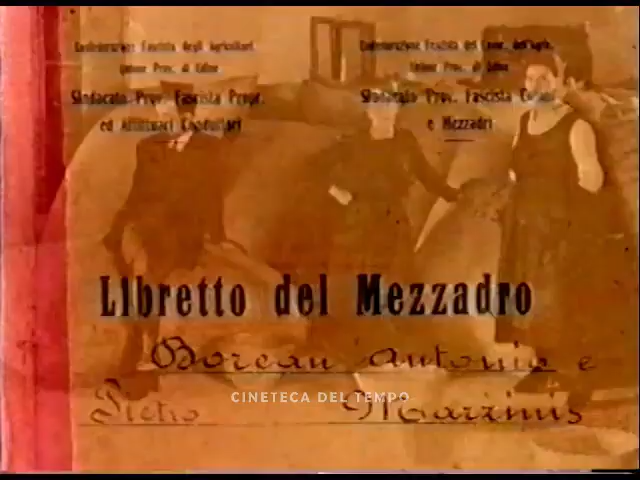 Confederazione Fascista degli Agricoltori
Unione Prov. di Udine
Sindacato Prov. Fascista Propr.
ed Affittuari Conduttori
Confederazione Fascista dei Lavor. dell'Agric.
Unione Prov. di Udine
Sindacato Prov. Fascista Coloni
e Mezzadri
Libretto del Mezzadro
Borean Antonio e
Pietro Marzinis
CINETECA DEL TEMPO